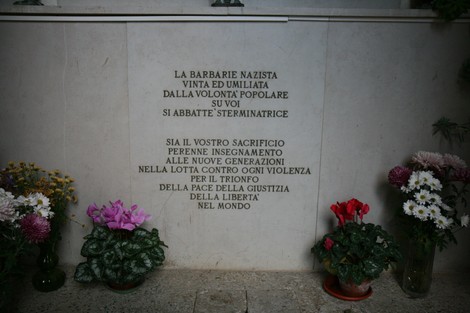 LA BARBARIE NAZISTA
VINTA ED UMILIATA
DALLA VOLONTA' POPOLARE
SU VOI
SI ABBATTE' STERMINATRICE
SIA IL VOSTRO SACRIFICIO
PERENNE INSEGNAMENTO
ALLE NUOVE GENERAZIONI
NELLA LOTTA CONTRO OGNI VIOLENZA
PER IL TRIONFO
DELLA PACE DELLA GIUSTIZIA
DELLA LIBERTA'
NEL MONDO